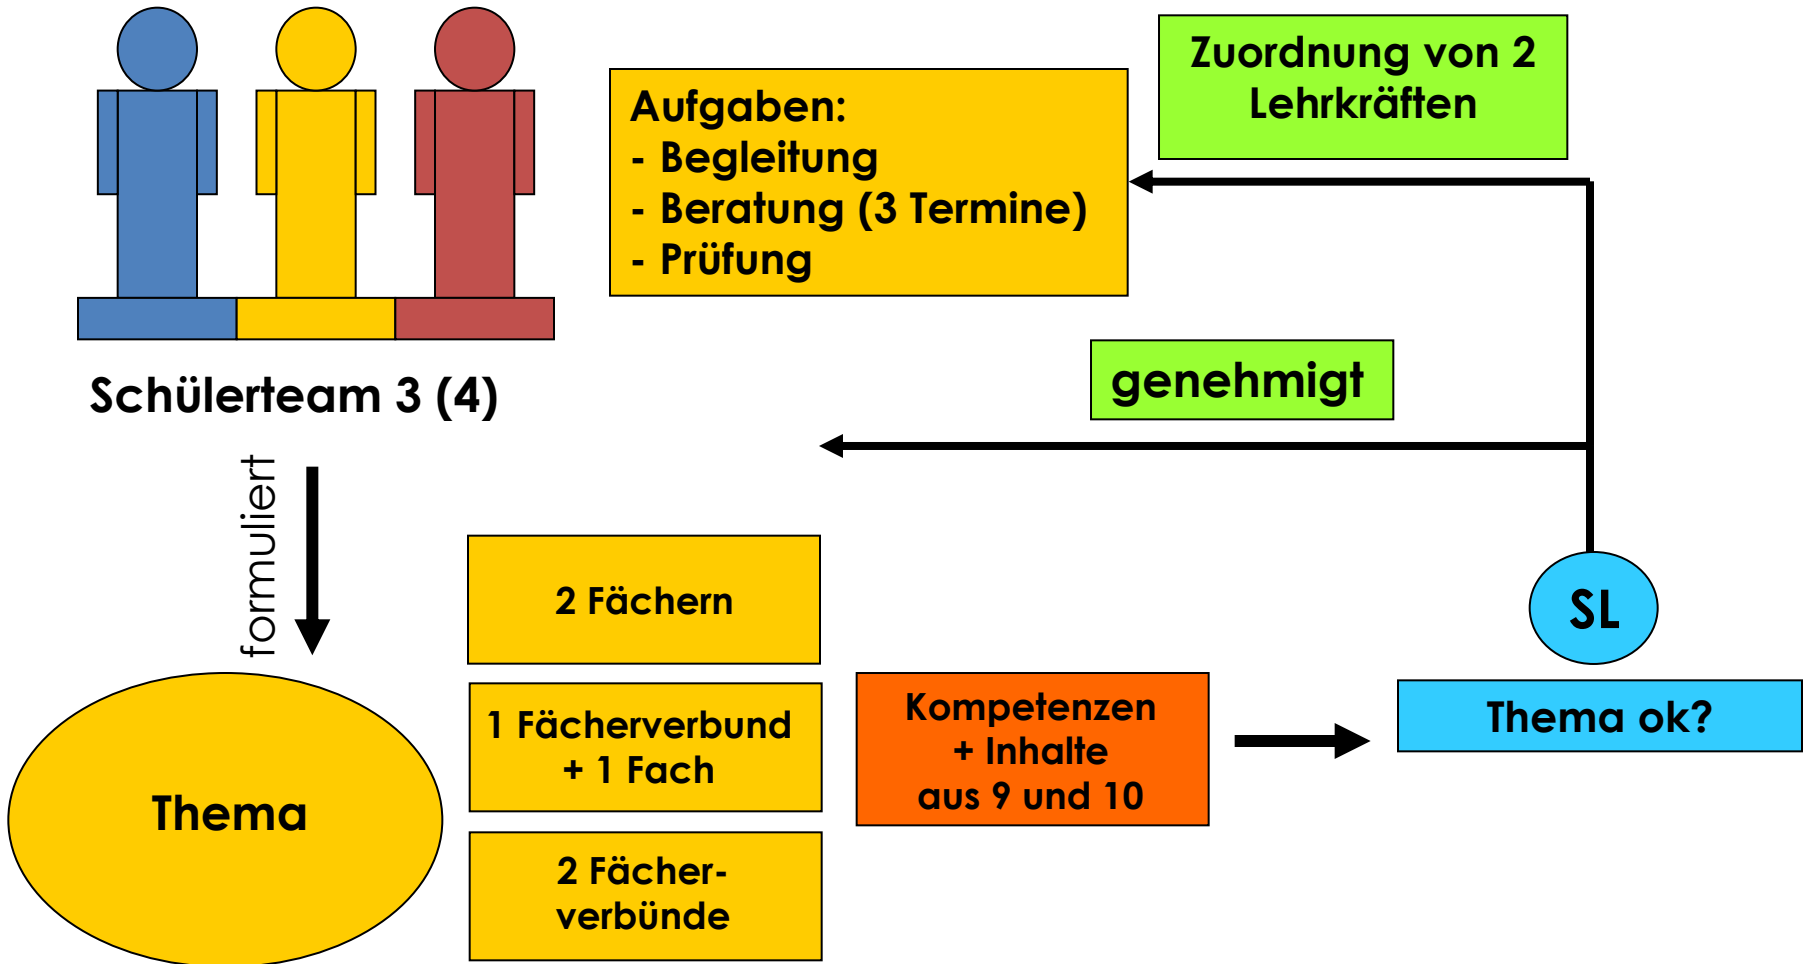 Zuordnung von 2
Lehrkräften
Aufgaben:
- Begleitung
- Beratung (3 Termine)
- Prüfung
Schülerteam 3 (4)
genehmigt
formuliert
2 Fächern
SL
1 Fächerverbund
+ 1 Fach
Kompetenzen
+ Inhalte
aus 9 und 10
Thema ok?
Thema
2 Fächer-
verbünde